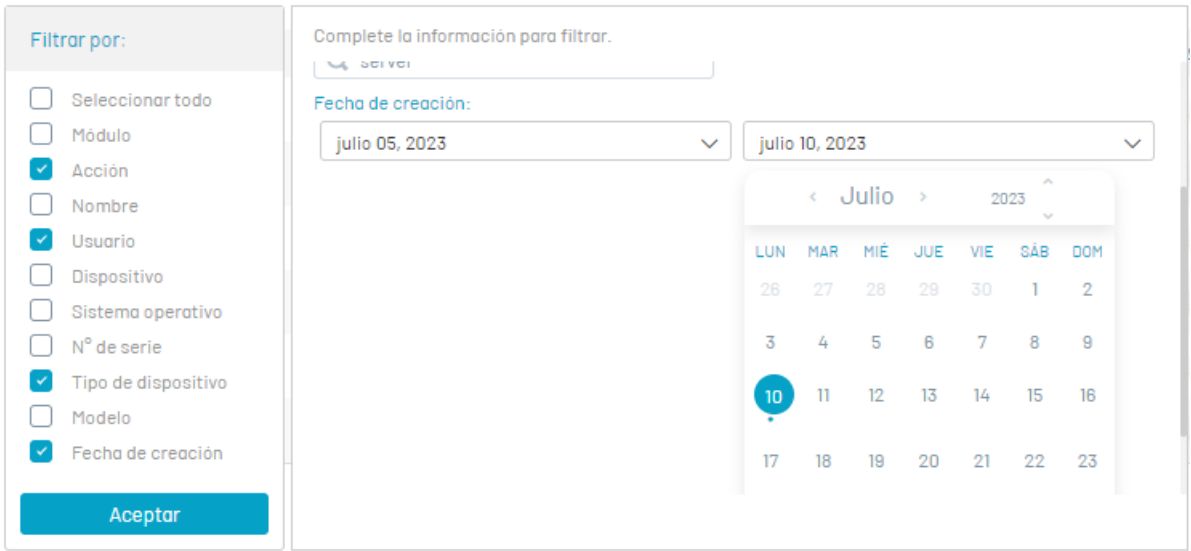 Filtrar por:
Seleccionar todo
Módulo
Acción
Nombre
Usuario
Dispositivo
Sistema operativo
N° de serie
Tipo de dispositivo
Modelo
Fecha de creación
Aceptar
Complete la información para filtrar.
server
Fecha de creación:
julio 05, 2023 julio 10, 2023
Julio 2023
LUN MAR MIÉ JUE VIE SÁB DOM
26 27 28 29 30 1 2
3 4 5 6 7 8 9
10 11 12 13 14 15 16
17 18 19 20 21 22 23